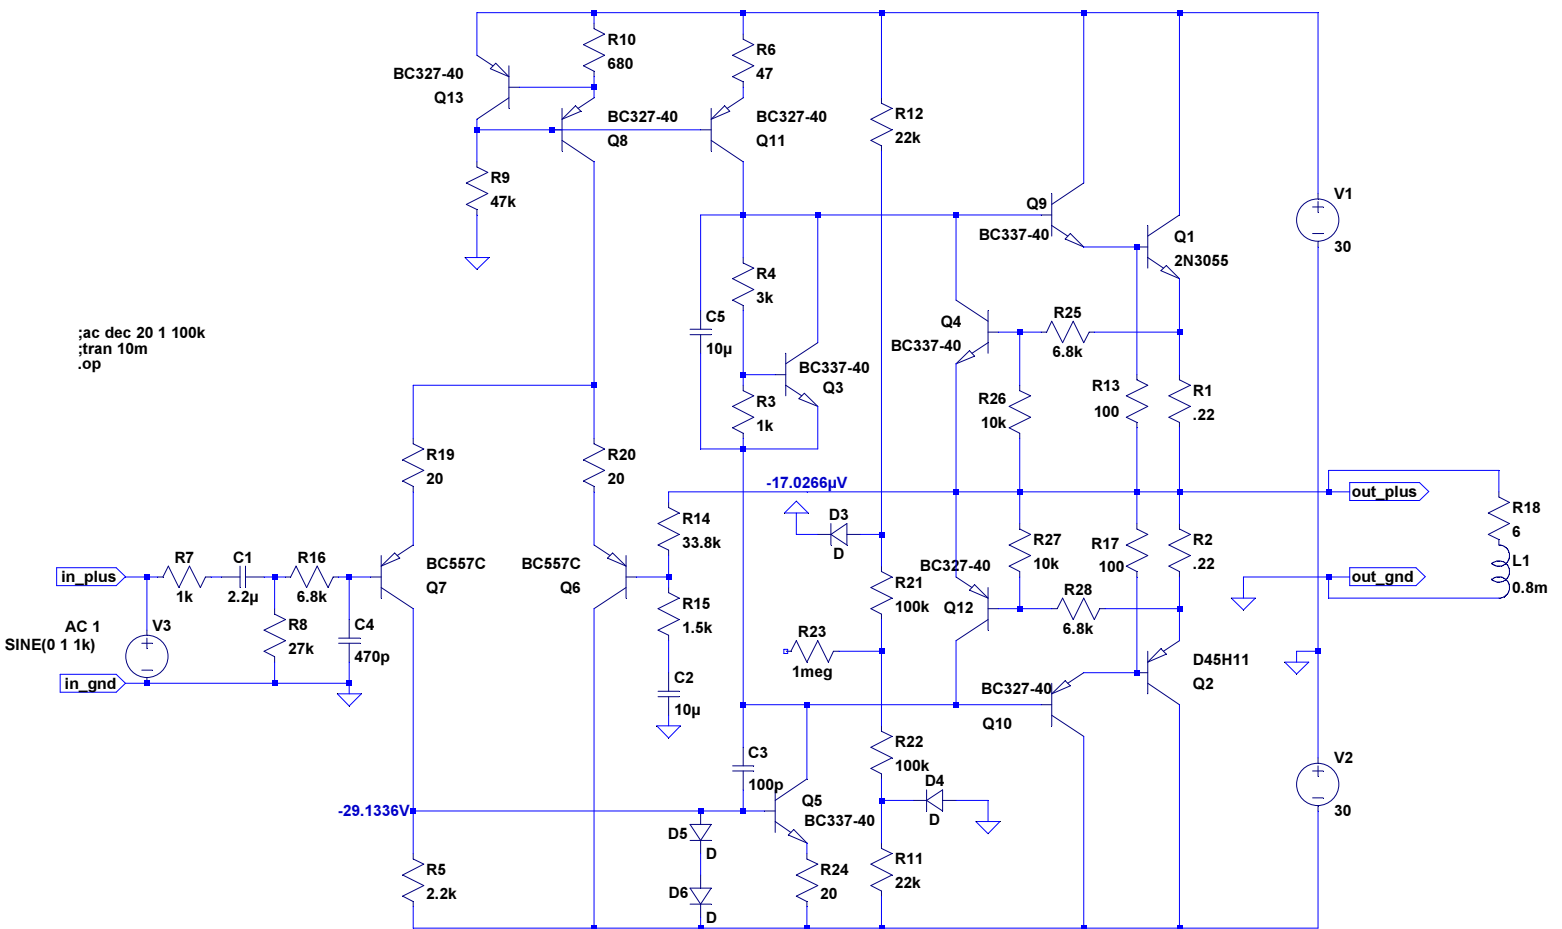 R10
680
R6
47
BC327-40
Q13
BC327-40
Q8
BC327-40
Q11
R12
22k
R9
47k
V1
30
Q9
BC337-40
Q1
2N3055
R4
3k
C5
10µ
;ac dec 20 1 100k
;tran 10m
.op
Q4
BC337-40
R25
6.8k
BC337-40
Q3
R3
1k
R26
10k
R13
100
R1
.22
R19
20
R20
20
-17.0266µV
out_plus
R18
6
R14
33.8k
D3
D
R27
10k
R17
100
R2
.22
BC557C
Q7
BC557C
Q6
BC327-40
Q12
in_plus
R7
1k
C1
2.2µ
R16
6.8k
R21
100k
R28
6.8k
out_gnd
L1
0.8m
R15
1.5k
AC 1
SINE(0 1 1k)
V3
R8
27k
C4
470p
R23
1meg
D45H11
Q2
in_gnd
C2
10µ
BC327-40
Q10
C3
100p
R22
100k
D4
D
V2
30
-29.1336V
Q5
BC337-40
D5
D
R5
2.2k
R24
20
R11
22k
D6
D